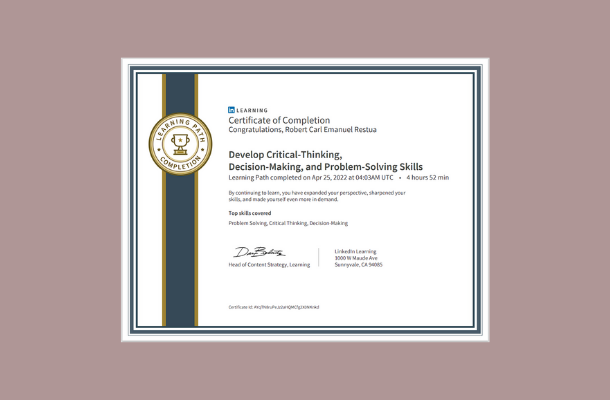 LEARNING PATH
COMPLETION
in LEARNING
Certificate of Completion
Congratulations, Robert Carl Emanuel Restua
Develop Critical-Thinking,
Decision-Making, and Problem-Solving Skills
Learning Path completed on Apr 25, 2022 at 04:03AM UTC • 4 hours 52 min
By continuing to learn, you have expanded your perspective, sharpened your
skills, and made yourself even more in demand.
Top skills covered
Problem Solving, Critical Thinking, Decision-Making
Head of Content Strategy, Learning
LinkedIn Learning
1000 W Maude Ave
Sunnyvale, CA 94085
Certificate Id: